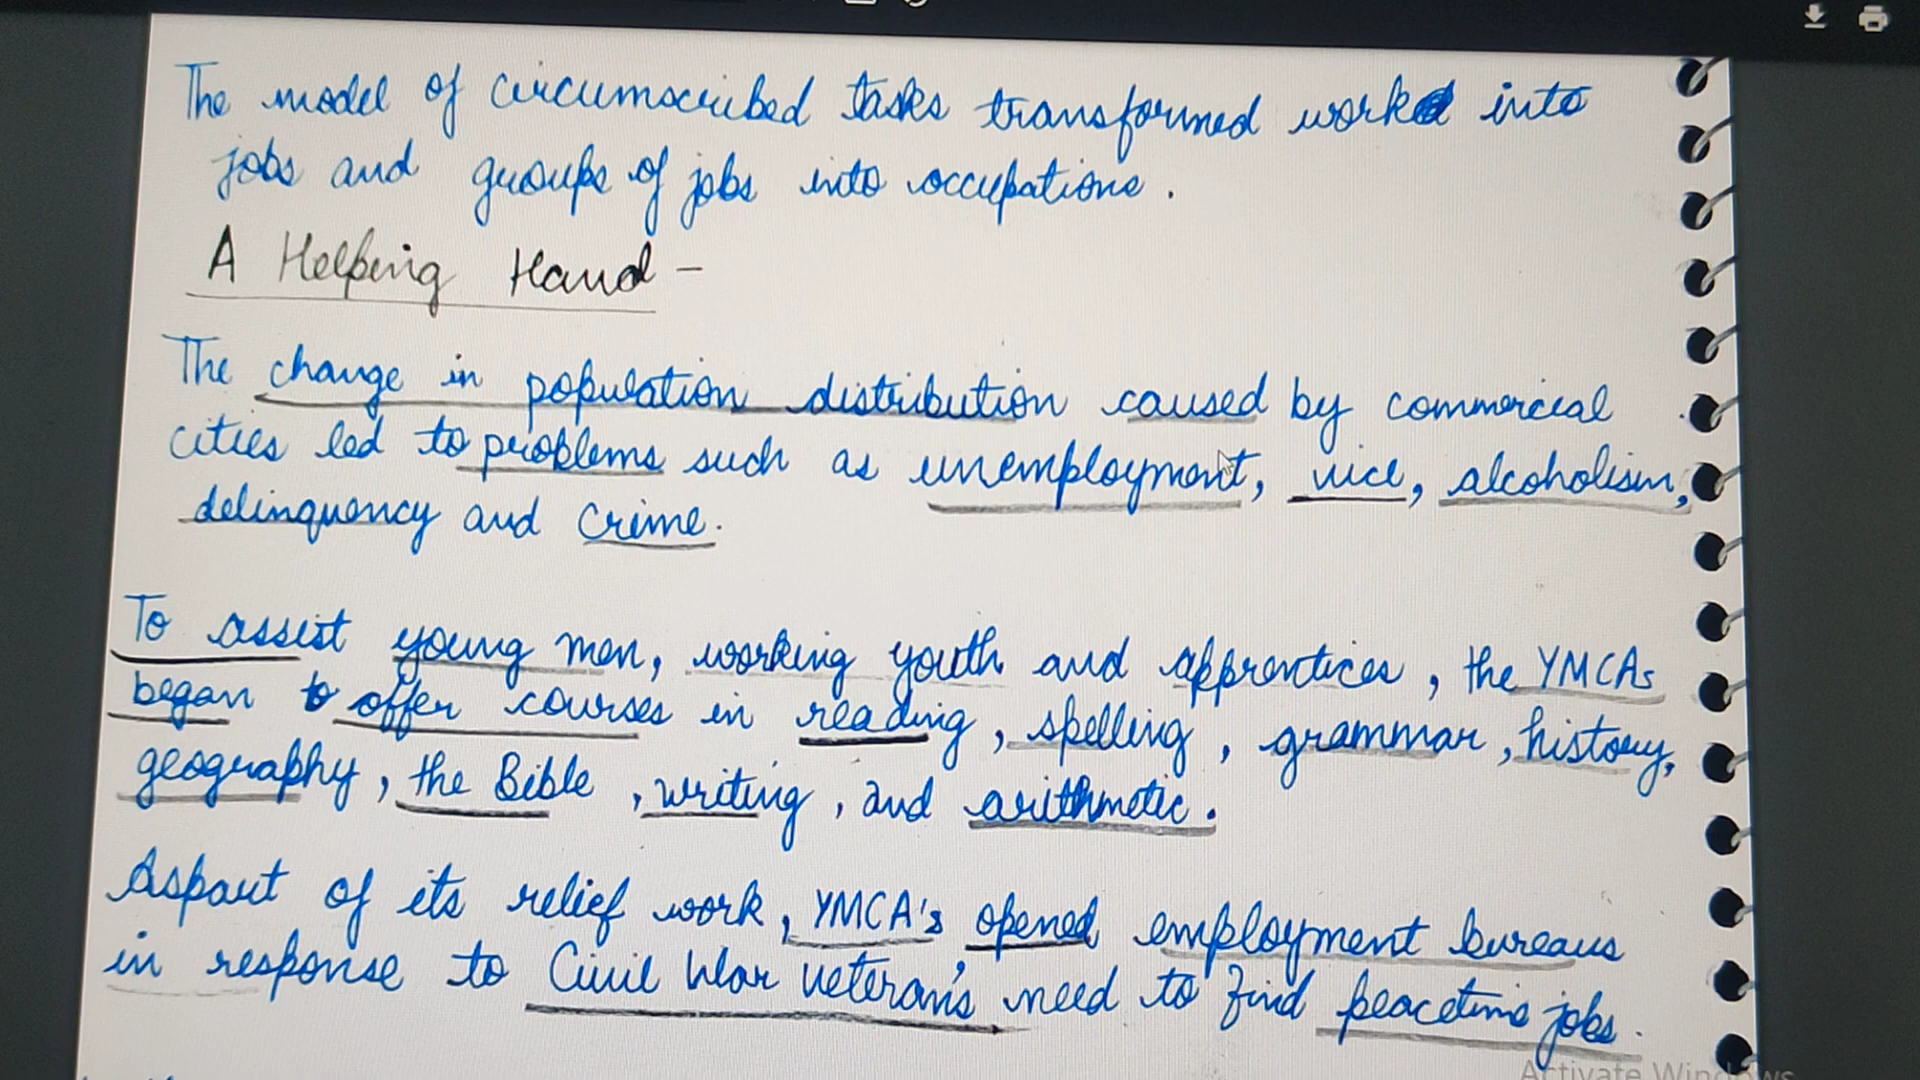 The model of circumscribed tasks transformed work into
jobs and groups of jobs into occupations.
A Helping Hand -
The change in population distribution caused by commercial
cities led to problems such as unemployment, vice, alcoholism,
delinquency and crime.
To assist young men, working youth and apprentices, the YMCAs
began to offer courses in reading, spelling, grammar, history,
geography, the Bible, writing, and arithmetic.
As part of its relief work, YMCA's opened employment bureaus
in response to Civil War veteran's need to find peacetime jobs.
Activate Windows